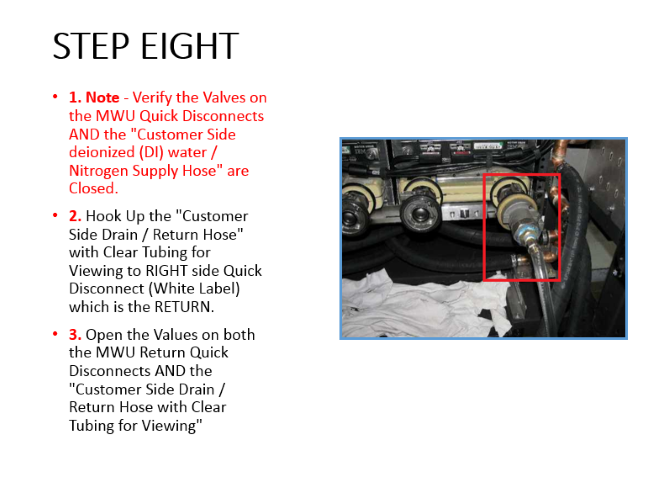 STEP EIGHT
• 1. Note - Verify the Valves on
the MWU Quick Disconnects
AND the "Customer Side
deionized (DI) water /
Nitrogen Supply Hose" are
Closed.
• 2. Hook Up the "Customer
Side Drain / Return Hose"
with Clear Tubing for
Viewing to RIGHT side Quick
Disconnect (White Label)
which is the RETURN.
• 3. Open the Values on both
the MWU Return Quick
Disconnects AND the
"Customer Side Drain /
Return Hose with Clear
Tubing for Viewing"